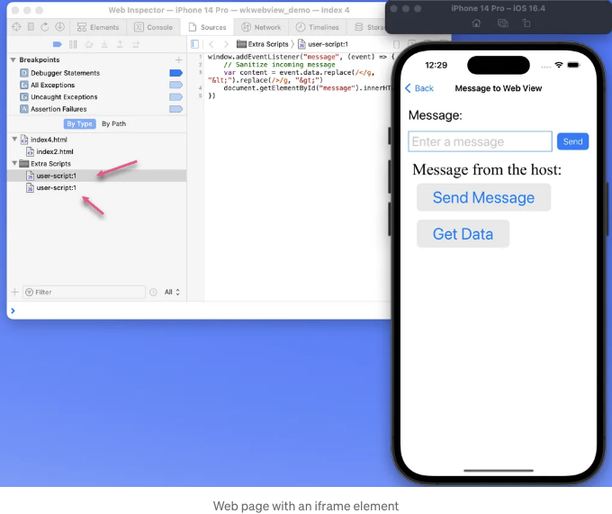 Web Inspector — iPhone 14 Pro — wkwebview_demo — Index 4
Elements
Console
Sources
Network
Timelines
Breakpoints
Debugger Statements
All Exceptions
Uncaught Exceptions
Assertion Failures
By Type
By Path
index4.html
index2.html
Extra Scripts
user-script:1
user-script:1
Filter
All
Extra Scripts
user-script:1
1 window.addEventListener("message", (event) => {
2 // Sanitize incoming message
3 var content = event.data.replace(/</g,
"&lt;").replace(/>/g, "&gt;")
4 document.getElementById("message").innerHT
5 })
iPhone 14 Pro – iOS 16.4
12:29
Back
Message to Web View
Message:
Enter a message
Send
Message from the host:
Send Message
Get Data
Web page with an iframe element